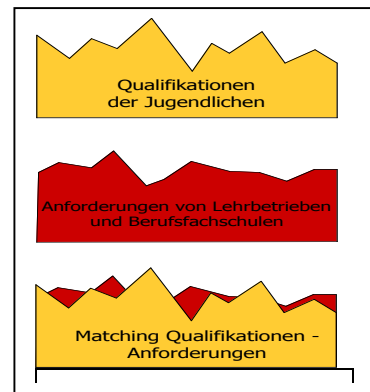 Qualifikationen
der Jugendlichen
Anforderungen von Lehrbetrieben
und Berufsfachschulen
Matching Qualifikationen -
Anforderungen